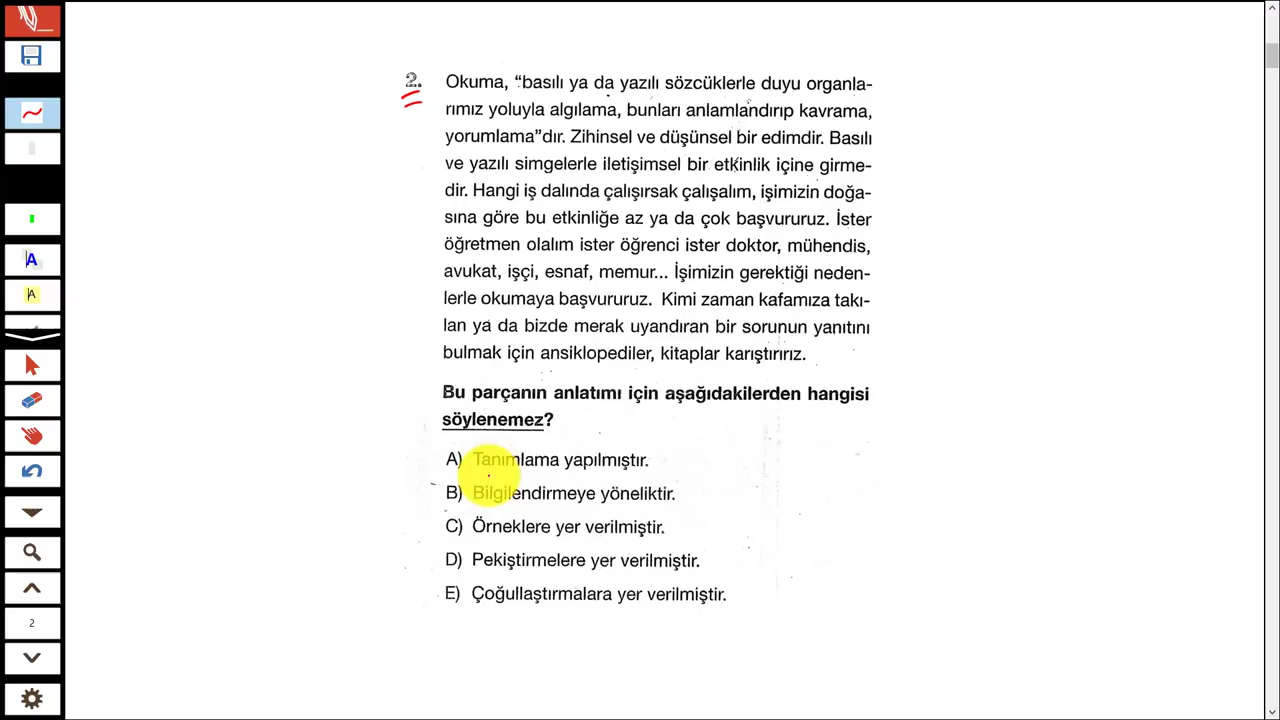 2. Okuma, “basılı ya da yazılı sözcüklerle duyu organla-
rımız yoluyla algılama, bunları anlamlandırıp kavrama,
yorumlama”dır. Zihinsel ve düşünsel bir edimdir. Basılı
ve yazılı simgelerle iletişimsel bir etkinlik içine girme-
dir. Hangi iş dalında çalışırsak çalışalım, işimizin doğa-
sına göre bu etkinliğe az ya da çok başvururuz. İster
öğretmen olalım ister öğrenci ister doktor, mühendis,
avukat, işçi, esnaf, memur... İşimizin gerektiği neden-
lerle okumaya başvururuz. Kimi zaman kafamıza takı-
lan ya da bizde merak uyandıran bir sorunun yanıtını
bulmak için ansiklopediler, kitaplar karıştırırız.
Bu parçanın anlatımı için aşağıdakilerden hangisi
söylenemez?
A) Tanımlama yapılmıştır.
B) Bilgilendirmeye yöneliktir.
C) Örneklere yer verilmiştir.
D) Pekiştirmelere yer verilmiştir.
E) Çoğullaştırmalara yer verilmiştir.
A
A
2